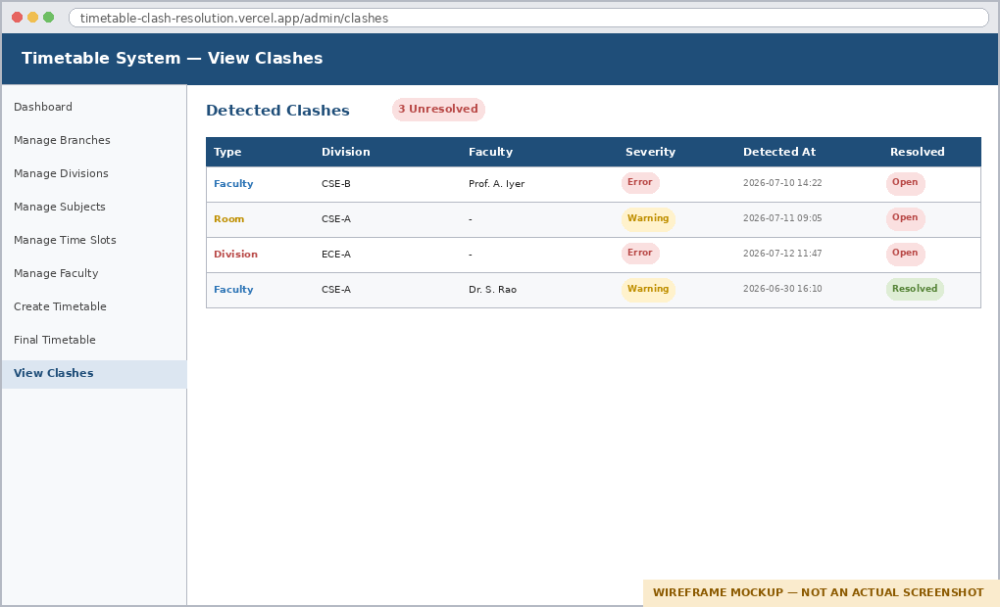 timetable-clash-resolution.vercel.app/admin/clashes
Timetable System — View Clashes
Dashboard
Manage Branches
Manage Divisions
Manage Subjects
Manage Time Slots
Manage Faculty
Create Timetable
Final Timetable
View Clashes
Detected Clashes 3 Unresolved
Type Division Faculty Severity Detected At Resolved
Faculty CSE-B Prof. A. Iyer Error 2026-07-10 14:22 Open
Room CSE-A - Warning 2026-07-11 09:05 Open
Division ECE-A - Error 2026-07-12 11:47 Open
Faculty CSE-A Dr. S. Rao Warning 2026-06-30 16:10 Resolved
WIREFRAME MOCKUP — NOT AN ACTUAL SCREENSHOT